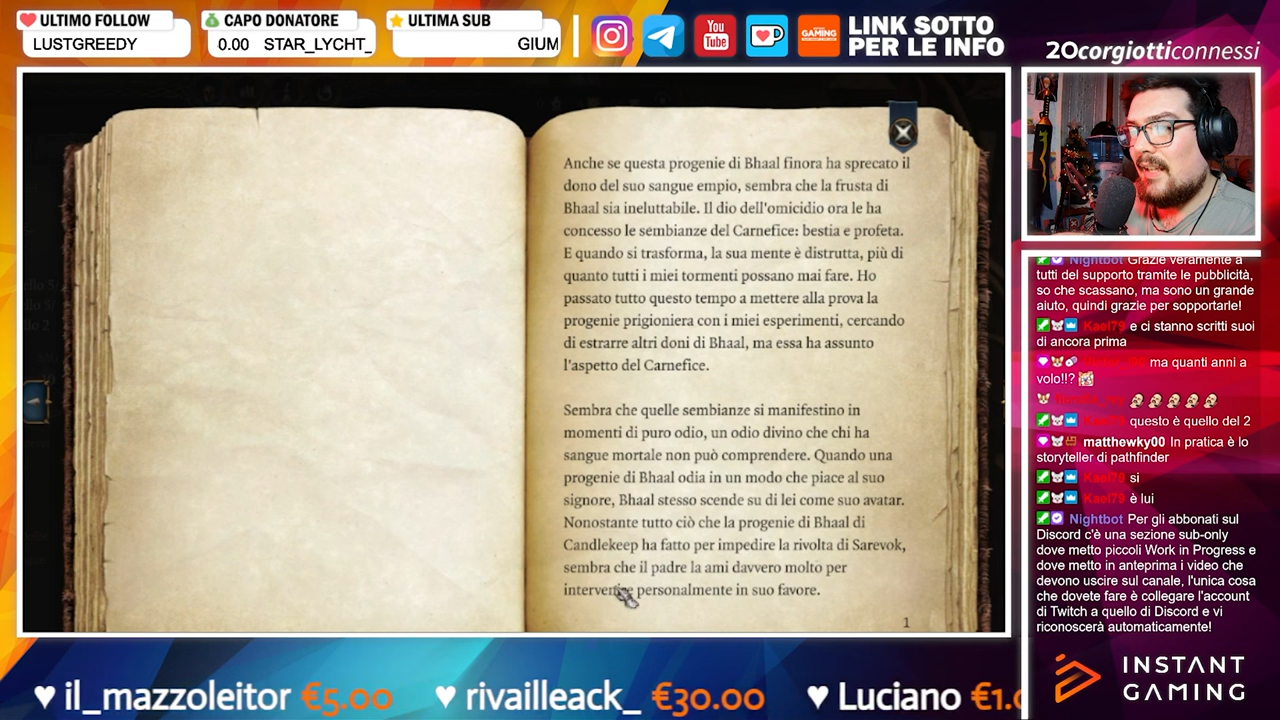 ULTIMO FOLLOW
LUSTGREEDY
CAPO DONATORE
0.00 STAR_LYCHT_
ULTIMA SUB
GIUM
You
Tube
GAMING
LINK SOTTO
PER LE INFO
20corgiotticonnessi
Anche se questa progenie di Bhaal finora ha sprecato il
dono del suo sangue empio, sembra che la frusta di
Bhaal sia ineluttabile. Il dio dell'omicidio ora le ha
concesso le sembianze del Carnefice: bestia e profeta.
E quando si trasforma, la sua mente è distrutta, più di
quanto tutti i miei tormenti possano mai fare. Ho
passato tutto questo tempo a mettere alla prova la
progenie prigioniera con i miei esperimenti, cercando
di estrarre altri doni di Bhaal, ma essa ha assunto
l'aspetto del Carnefice.
Sembra che quelle sembianze si manifestino in
momenti di puro odio, un odio divino che chi ha
sangue mortale non può comprendere. Quando una
progenie di Bhaal odia in un modo che piace al suo
signore, Bhaal stesso scende su di lei come suo avatar.
Nonostante tutto ciò che la progenie di Bhaal di
Candlekeep ha fatto per impedire la rivolta di Sarevok,
sembra che il padre la ami davvero molto per
intervenire personalmente in suo favore.
1
Nightbot Grazie veramente a
tutti del supporto tramite le pubblicità,
so che scassano, ma sono un grande
aiuto, quindi grazie per sopportarle!
Kael79 e ci stanno scritti suoi
di ancora prima
ma quanti anni a
volo!!?
Kael79 questo è quello del 2
matthewky00 In pratica è lo
storyteller di pathfinder
Kael79 si
Kael79 è lui
Nightbot Per gli abbonati sul
Discord c'è una sezione sub-only
dove metto piccoli Work in Progress e
dove metto in anteprima i video che
devono uscire sul canale, l'unica cosa
che dovete fare è collegare l'account
di Twitch a quello di Discord e vi
riconoscerà automaticamente!
INSTANT
GAMING
il_mazzoleitor €5.00 rivailleack_ €30.00 Luciano €1.